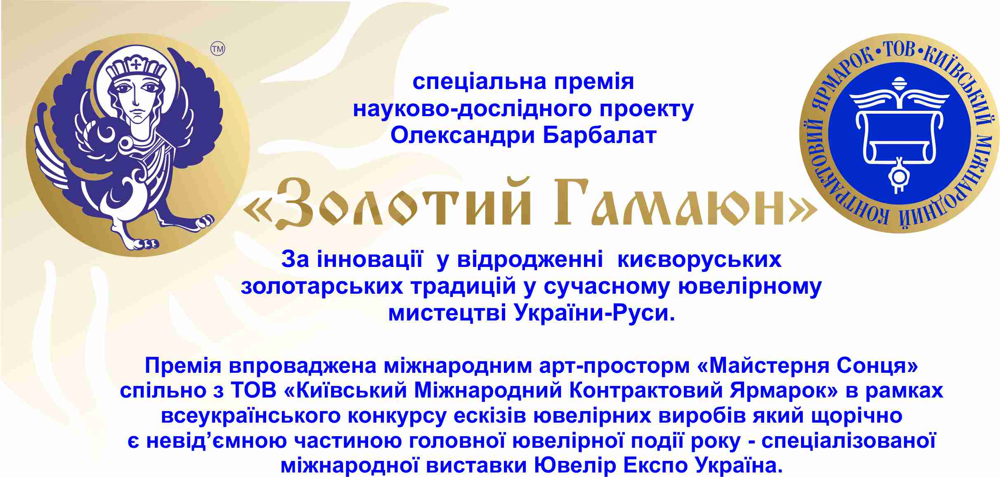 TM
ТОВ • КИЇВСЬКИЙ МІЖНАРОДНИЙ КОНТРАКТОВИЙ ЯРМАРОК •
спеціальна премія
науково-дослідного проекту
Олександри Барбалат
«Золотий Гамаюн»
За інновації у відродженні києворуських
золотарських традицій у сучасному ювелірному
мистецтві України-Руси.
Премія впроваджена міжнародним арт-просторм «Майстерня Сонця»
спільно з ТОВ «Київський Міжнародний Контрактовий Ярмарок» в рамках
всеукраїнського конкурсу ескізів ювелірних виробів який щорічно
є невід’ємною частиною головної ювелірної події року - спеціалізованої
міжнародної виставки Ювелір Експо Україна.